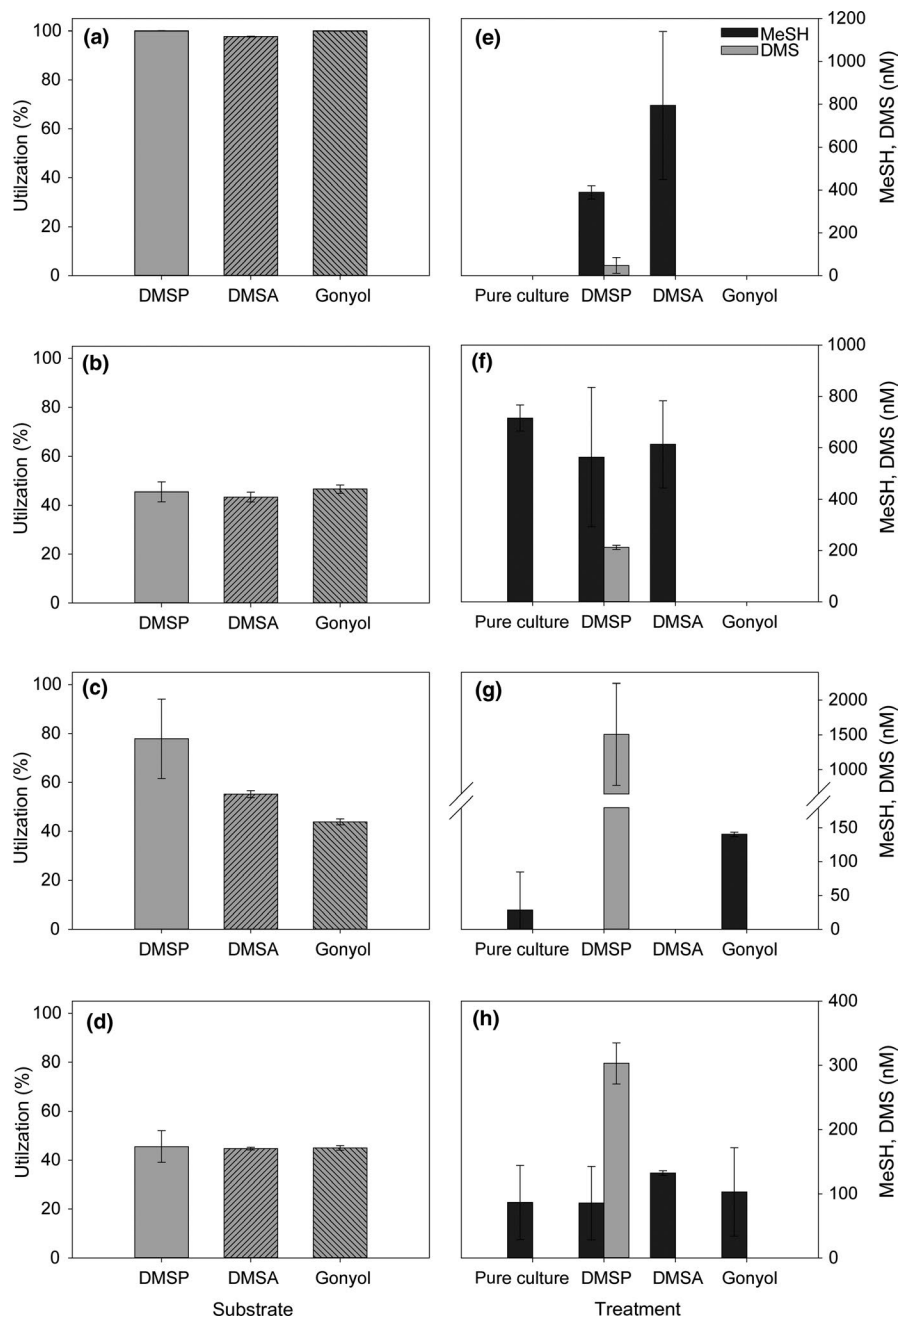 (a)
Utilzation (%)
100
80
60
40
20
0
DMSP DMSA Gonyol
(e)
MeSH
DMS
1200
1000
800
600
400
200
0
MeSH, DMS (nM)
Pure culture DMSP DMSA Gonyol
(b)
Utilzation (%)
100
80
60
40
20
0
DMSP DMSA Gonyol
(f)
1000
800
600
400
200
0
MeSH, DMS (nM)
Pure culture DMSP DMSA Gonyol
(c)
Utilzation (%)
100
80
60
40
20
0
DMSP DMSA Gonyol
(g)
2000
1500
1000
150
100
50
0
MeSH, DMS (nM)
Pure culture DMSP DMSA Gonyol
(d)
Utilzation (%)
100
80
60
40
20
0
DMSP DMSA Gonyol
Substrate
(h)
400
300
200
100
0
MeSH, DMS (nM)
Pure culture DMSP DMSA Gonyol
Treatment